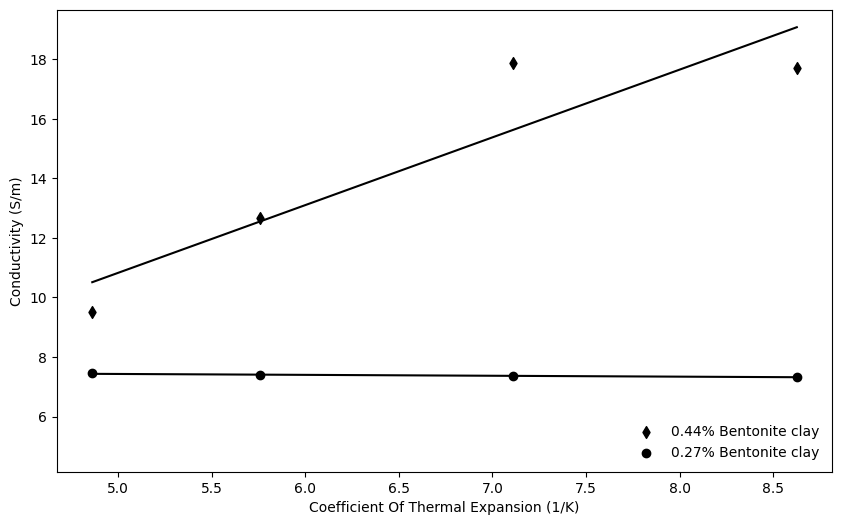 18
16
14
12
10
8
6
Conductivity (S/m)
0.44% Bentonite clay
0.27% Bentonite clay
5.0 5.5 6.0 6.5 7.0 7.5 8.0 8.5
Coefficient Of Thermal Expansion (1/K)